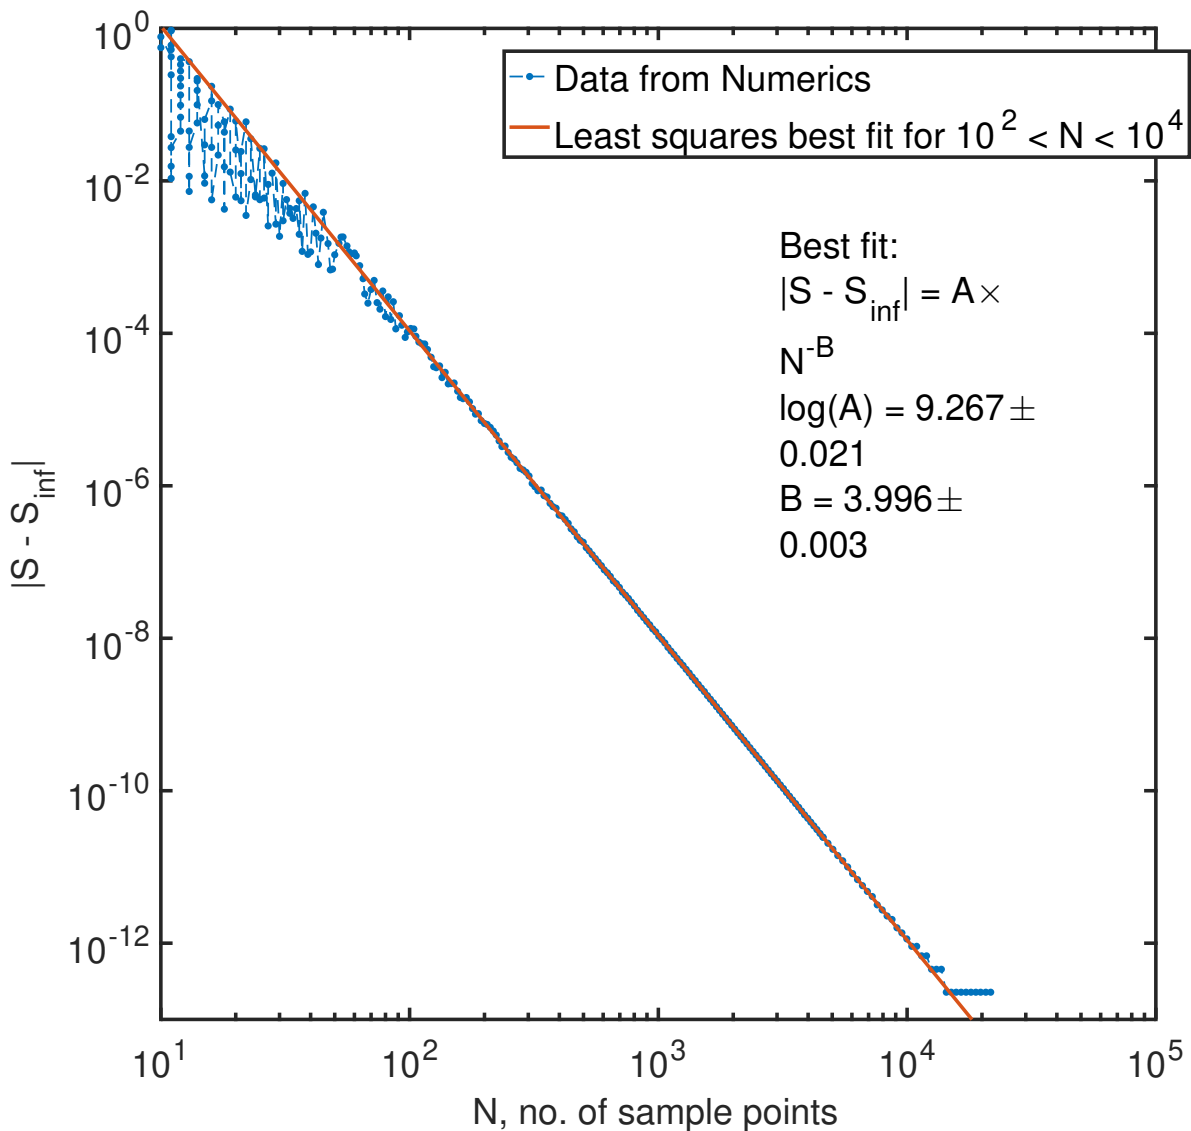 10^0
10^-2
10^-4
10^-6
10^-8
10^-10
10^-12
|S - S_inf|
Data from Numerics
Least squares best fit for 10^2 < N < 10^4
Best fit:
|S - S_inf| = A×
N^-B
log(A) = 9.267±
0.021
B = 3.996±
0.003
10^1 10^2 10^3 10^4 10^5
N, no. of sample points